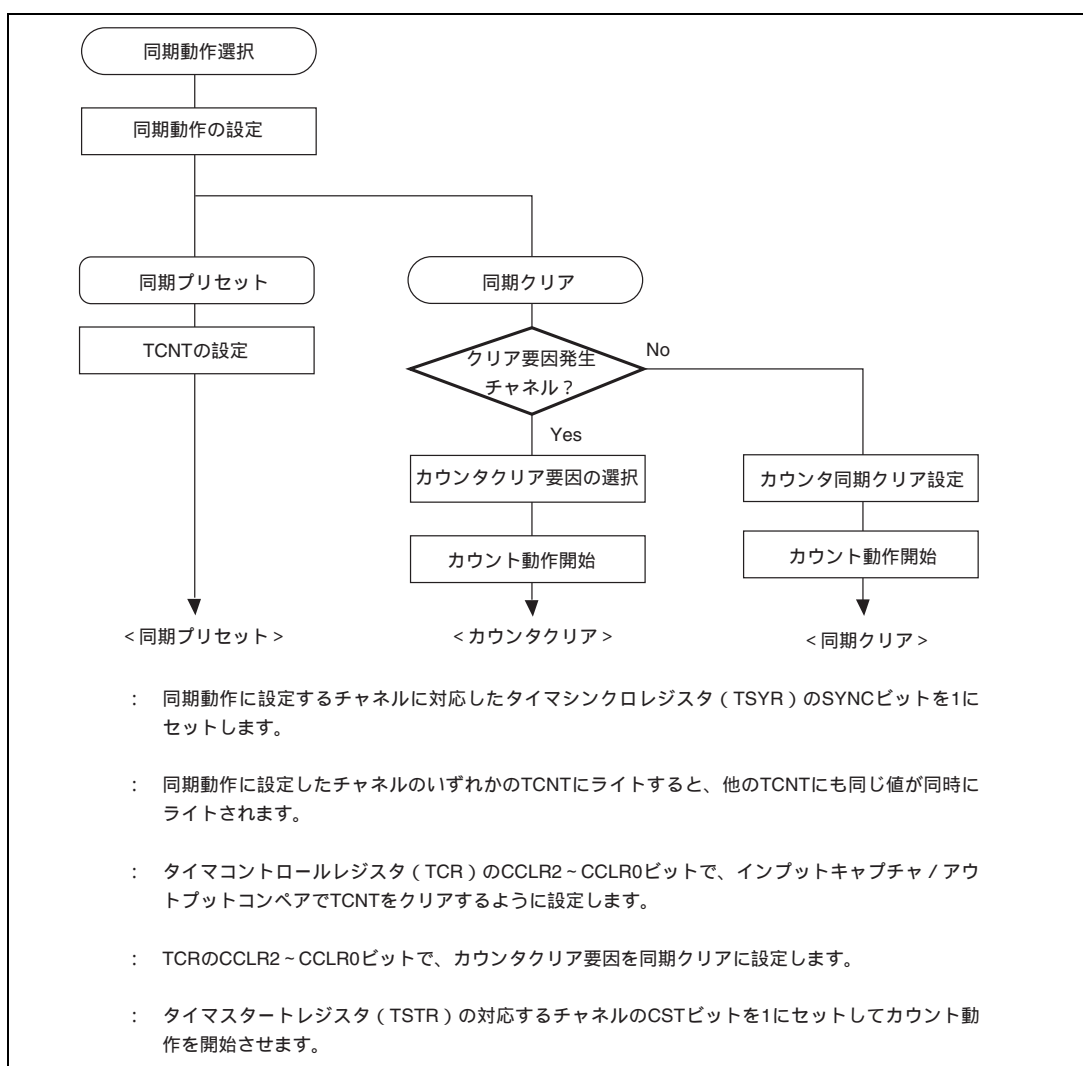 同期動作選択
同期動作の設定
同期プリセット
同期クリア
TCNTの設定
クリア要因発生
チャネル？
No
Yes
カウンタクリア要因の選択
カウンタ同期クリア設定
カウント動作開始
カウント動作開始
<同期プリセット>
<カウンタクリア>
<同期クリア>
： 同期動作に設定するチャネルに対応したタイマシンクロレジスタ（TSYR）のSYNCビットを1に
セットします。
： 同期動作に設定したチャネルのいずれかのTCNTにライトすると、他のTCNTにも同じ値が同時に
ライトされます。
： タイマコントロールレジスタ（TCR）のCCLR2～CCLR0ビットで、インプットキャプチャ／アウ
トプットコンペアでTCNTをクリアするように設定します。
： TCRのCCLR2～CCLR0ビットで、カウンタクリア要因を同期クリアに設定します。
： タイマスタートレジスタ（TSTR）の対応するチャネルのCSTビットを1にセットしてカウント動
作を開始させます。